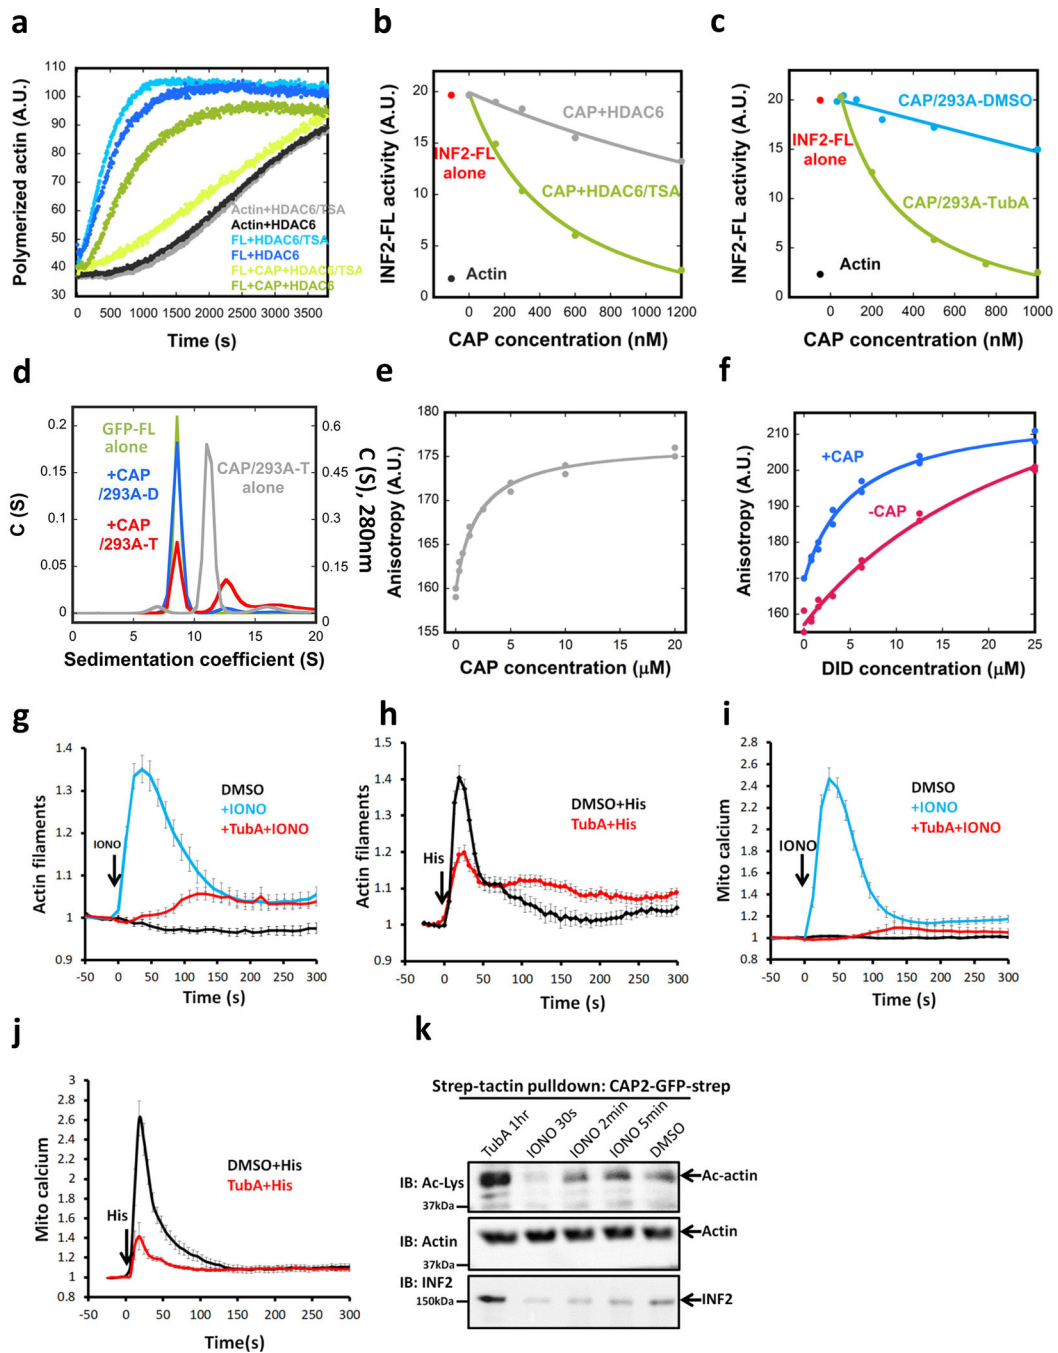 a
Polymerized actin (A.U.)
110
100
90
80
70
60
50
40
30
Actin+HDAC6/TSA
Actin+HDAC6
FL+HDAC6/TSA
FL+HDAC6
FL+CAP+HDAC6/TSA
FL+CAP+HDAC6
0 500 1000 1500 2000 2500 3000 3500
Time (s)
b
INF2-FL activity (A.U.)
25
20
15
10
5
0
CAP+HDAC6
INF2-FL
alone
CAP+HDAC6/TSA
Actin
0 200 400 600 800 1000 1200
CAP concentration (nM)
c
INF2-FL activity (A.U.)
25
20
15
10
5
0
CAP/293A-DMSO
INF2-FL
alone
CAP/293A-TubA
Actin
0 200 400 600 800 1000
CAP concentration (nM)
d
C (S)
0.2
0.15
0.1
0.05
0
GFP-FL
alone
+CAP
/293A-D
+CAP
/293A-T
CAP/293A-T
alone
0.6
0.45
0.3
0.15
0
C (S), 280nm
0 5 10 15 20
Sedimentation coefficient (S)
e
Anisotropy (A.U.)
180
175
170
165
160
155
0 5 10 15 20
CAP concentration (μM)
f
Anisotropy (A.U.)
210
200
190
180
170
160
+CAP
-CAP
0 5 10 15 20 25
DID concentration (μM)
g
Actin filaments
1.4
1.3
1.2
1.1
1
0.9
DMSO
+IONO
+TubA+IONO
IONO
-50 0 50 100 150 200 250 300
Time (s)
h
Actin filaments
1.5
1.4
1.3
1.2
1.1
1.0
0.9
DMSO+His
TubA+His
His
-50 0 50 100 150 200 250 300
Time (s)
i
Mito calcium
2.8
2.6
2.4
2.2
2
1.8
1.6
1.4
1.2
1
0.8
DMSO
+IONO
+TubA+IONO
IONO
-50 0 50 100 150 200 250 300
Time (s)
j
Mito calcium
3
2.8
2.6
2.4
2.2
2
1.8
1.6
1.4
1.2
1
0.8
DMSO+His
TubA+His
His
-50 0 50 100 150 200 250 300
Time(s)
k
Strep-tactin pulldown: CAP2-GFP-strep
TubA 1hr
IONO 30s
IONO 2min
IONO 5min
DMSO
IB: Ac-Lys
37kDa
Ac-actin
IB: Actin
37kDa
Actin
IB: INF2
150kDa
INF2